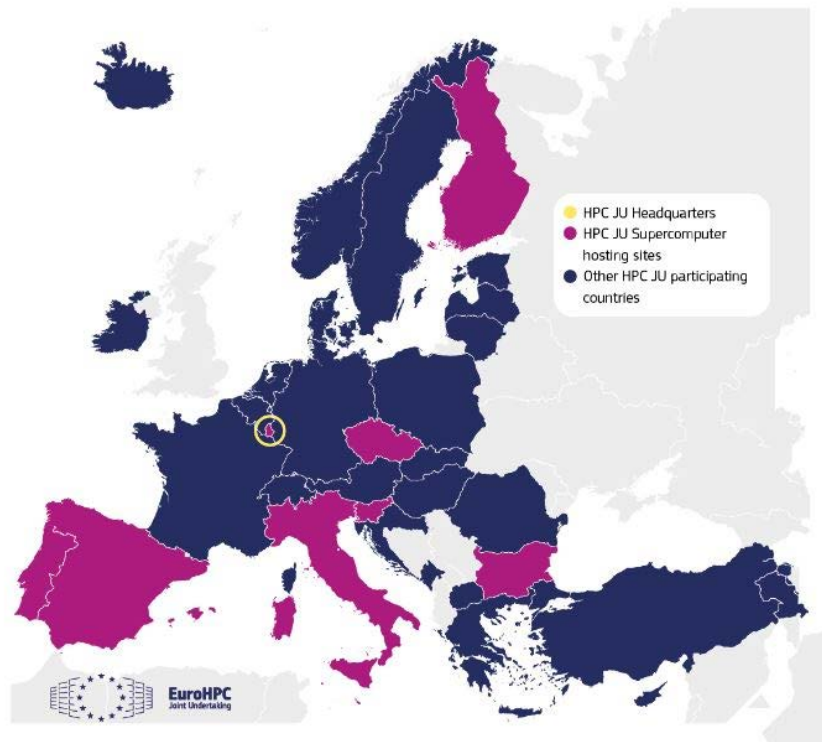 HPC JU Headquarters
HPC JU Supercomputer
hosting sites
Other HPC JU participating
countries
EuroHPC
Joint Undertaking